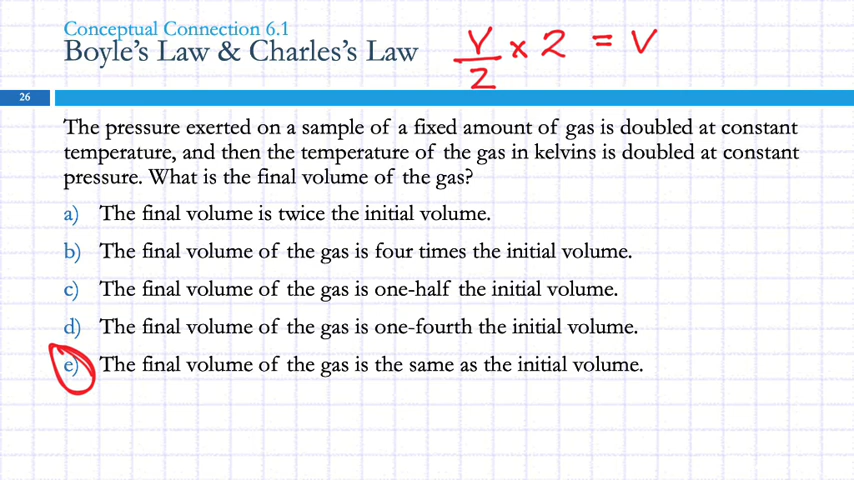 Conceptual Connection 6.1
Boyle's Law & Charles's Law
V/2 × 2 = V
26
The pressure exerted on a sample of a fixed amount of gas is doubled at constant
temperature, and then the temperature of the gas in kelvins is doubled at constant
pressure. What is the final volume of the gas?
a) The final volume is twice the initial volume.
b) The final volume of the gas is four times the initial volume.
c) The final volume of the gas is one-half the initial volume.
d) The final volume of the gas is one-fourth the initial volume.
e) The final volume of the gas is the same as the initial volume.